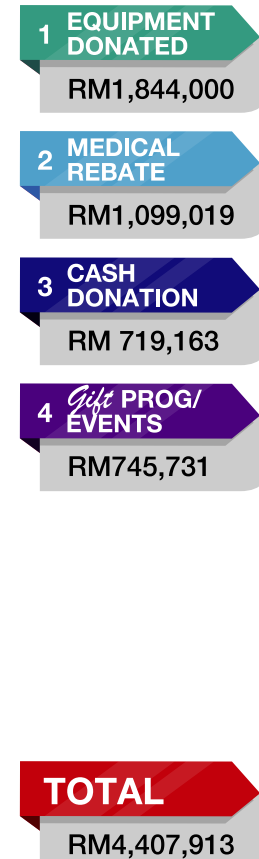 1 EQUIPMENT
DONATED
RM1,844,000
2 MEDICAL
REBATE
RM1,099,019
3 CASH
DONATION
RM 719,163
4 Gift PROG/
EVENTS
RM745,731
TOTAL
RM4,407,913